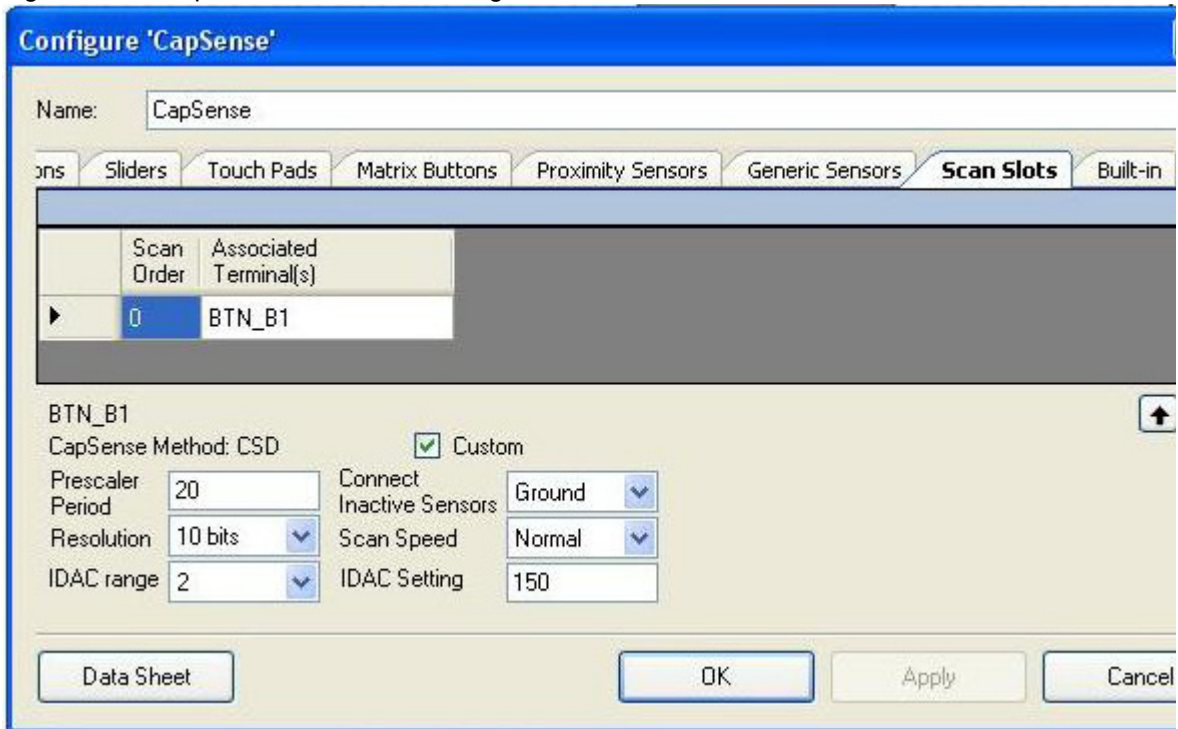 Configure 'CapSense'
Name: CapSense
ons Sliders Touch Pads Matrix Buttons Proximity Sensors Generic Sensors Scan Slots Built-in
Scan Order Associated Terminal(s)
0 BTN_B1
BTN_B1
CapSense Method: CSD Custom
Prescaler Period 20 Connect Inactive Sensors Ground
Resolution 10 bits Scan Speed Normal
IDAC range 2 IDAC Setting 150
Data Sheet OK Apply Cancel